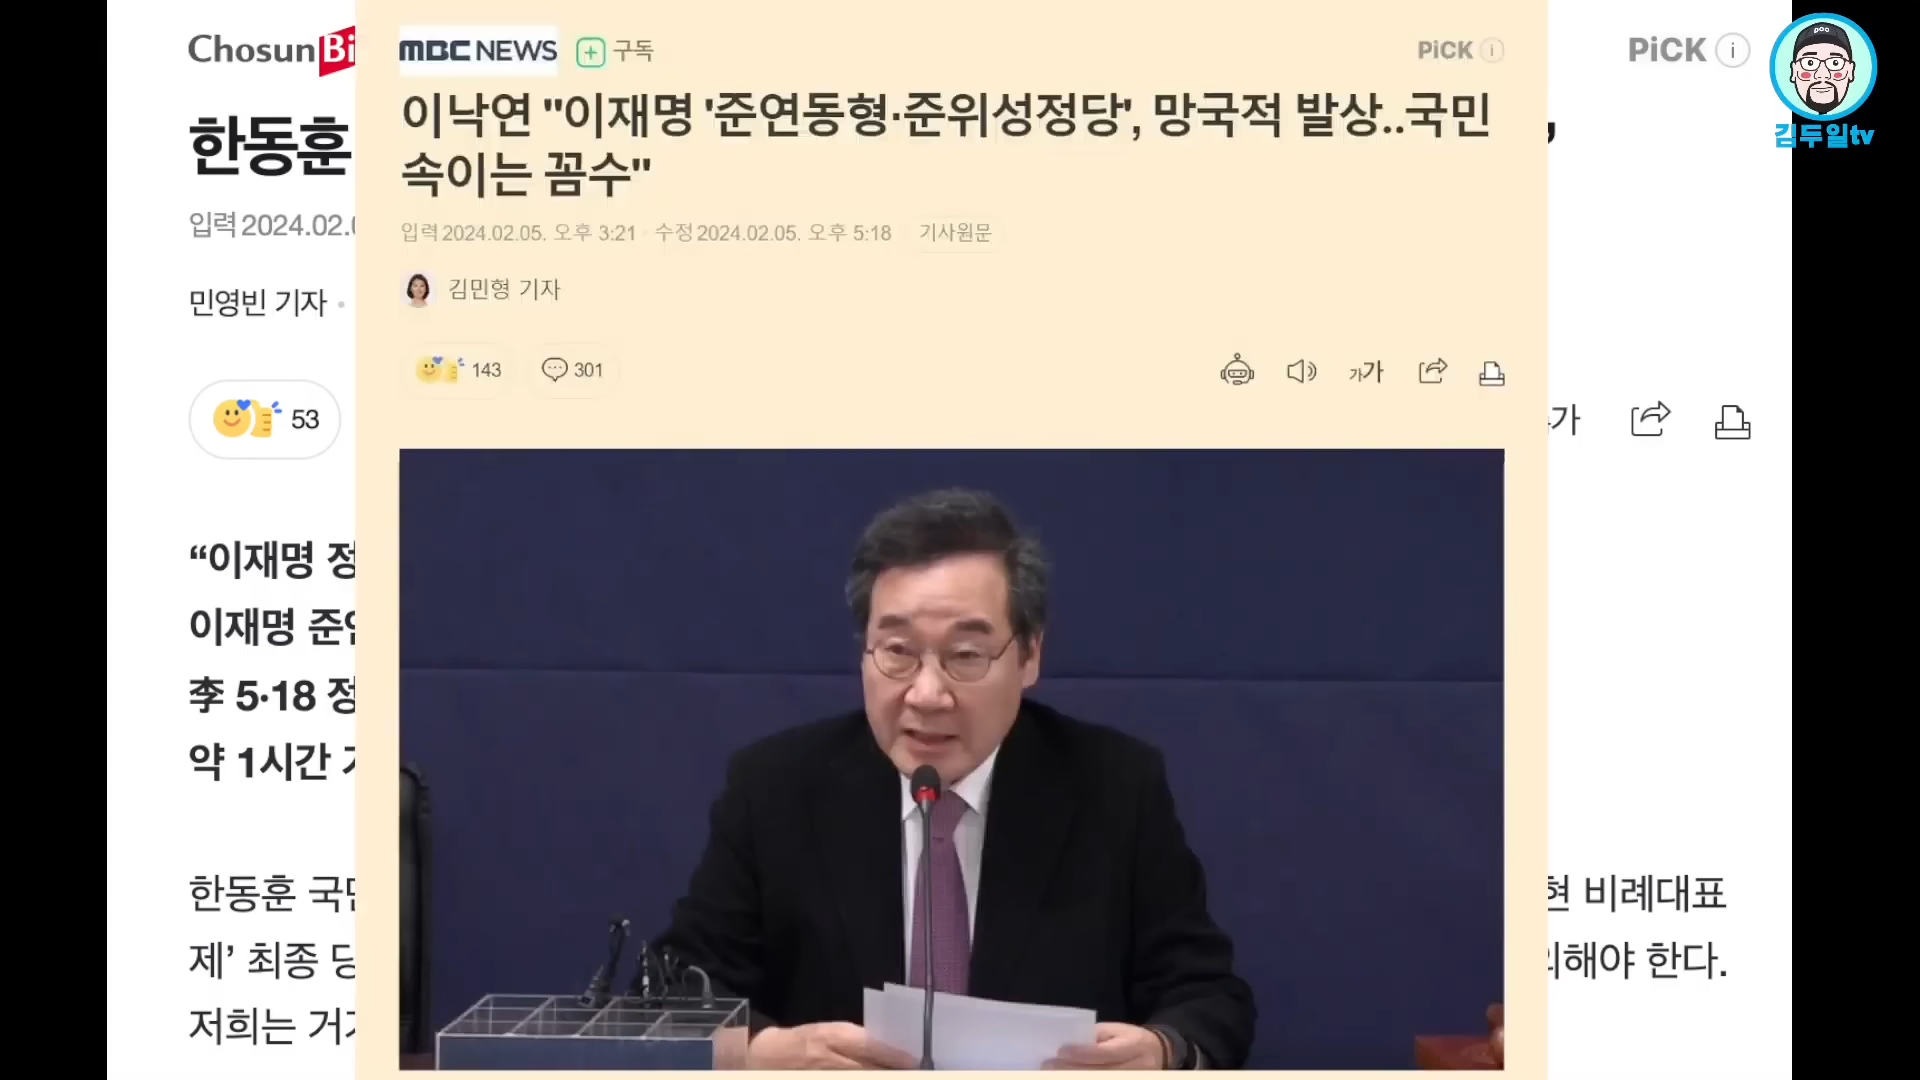 ChosunBi
MBC NEWS 구독
PiCK
PiCK
김두일tv
한동훈
이낙연 "이재명 '준연동형·준위성정당', 망국적 발상..국민
속이는 꼼수"
입력 2024.02.0
입력 2024.02.05. 오후 3:21 수정 2024.02.05. 오후 5:18 기사원문
민영빈 기자
김민형 기자
143 301
가가
53
가
“이재명 정
이재명 준
李 5·18 정
약 1시간
한동훈 국
현 비례대표
제’ 최종 당
의해야 한다.
저희는 거